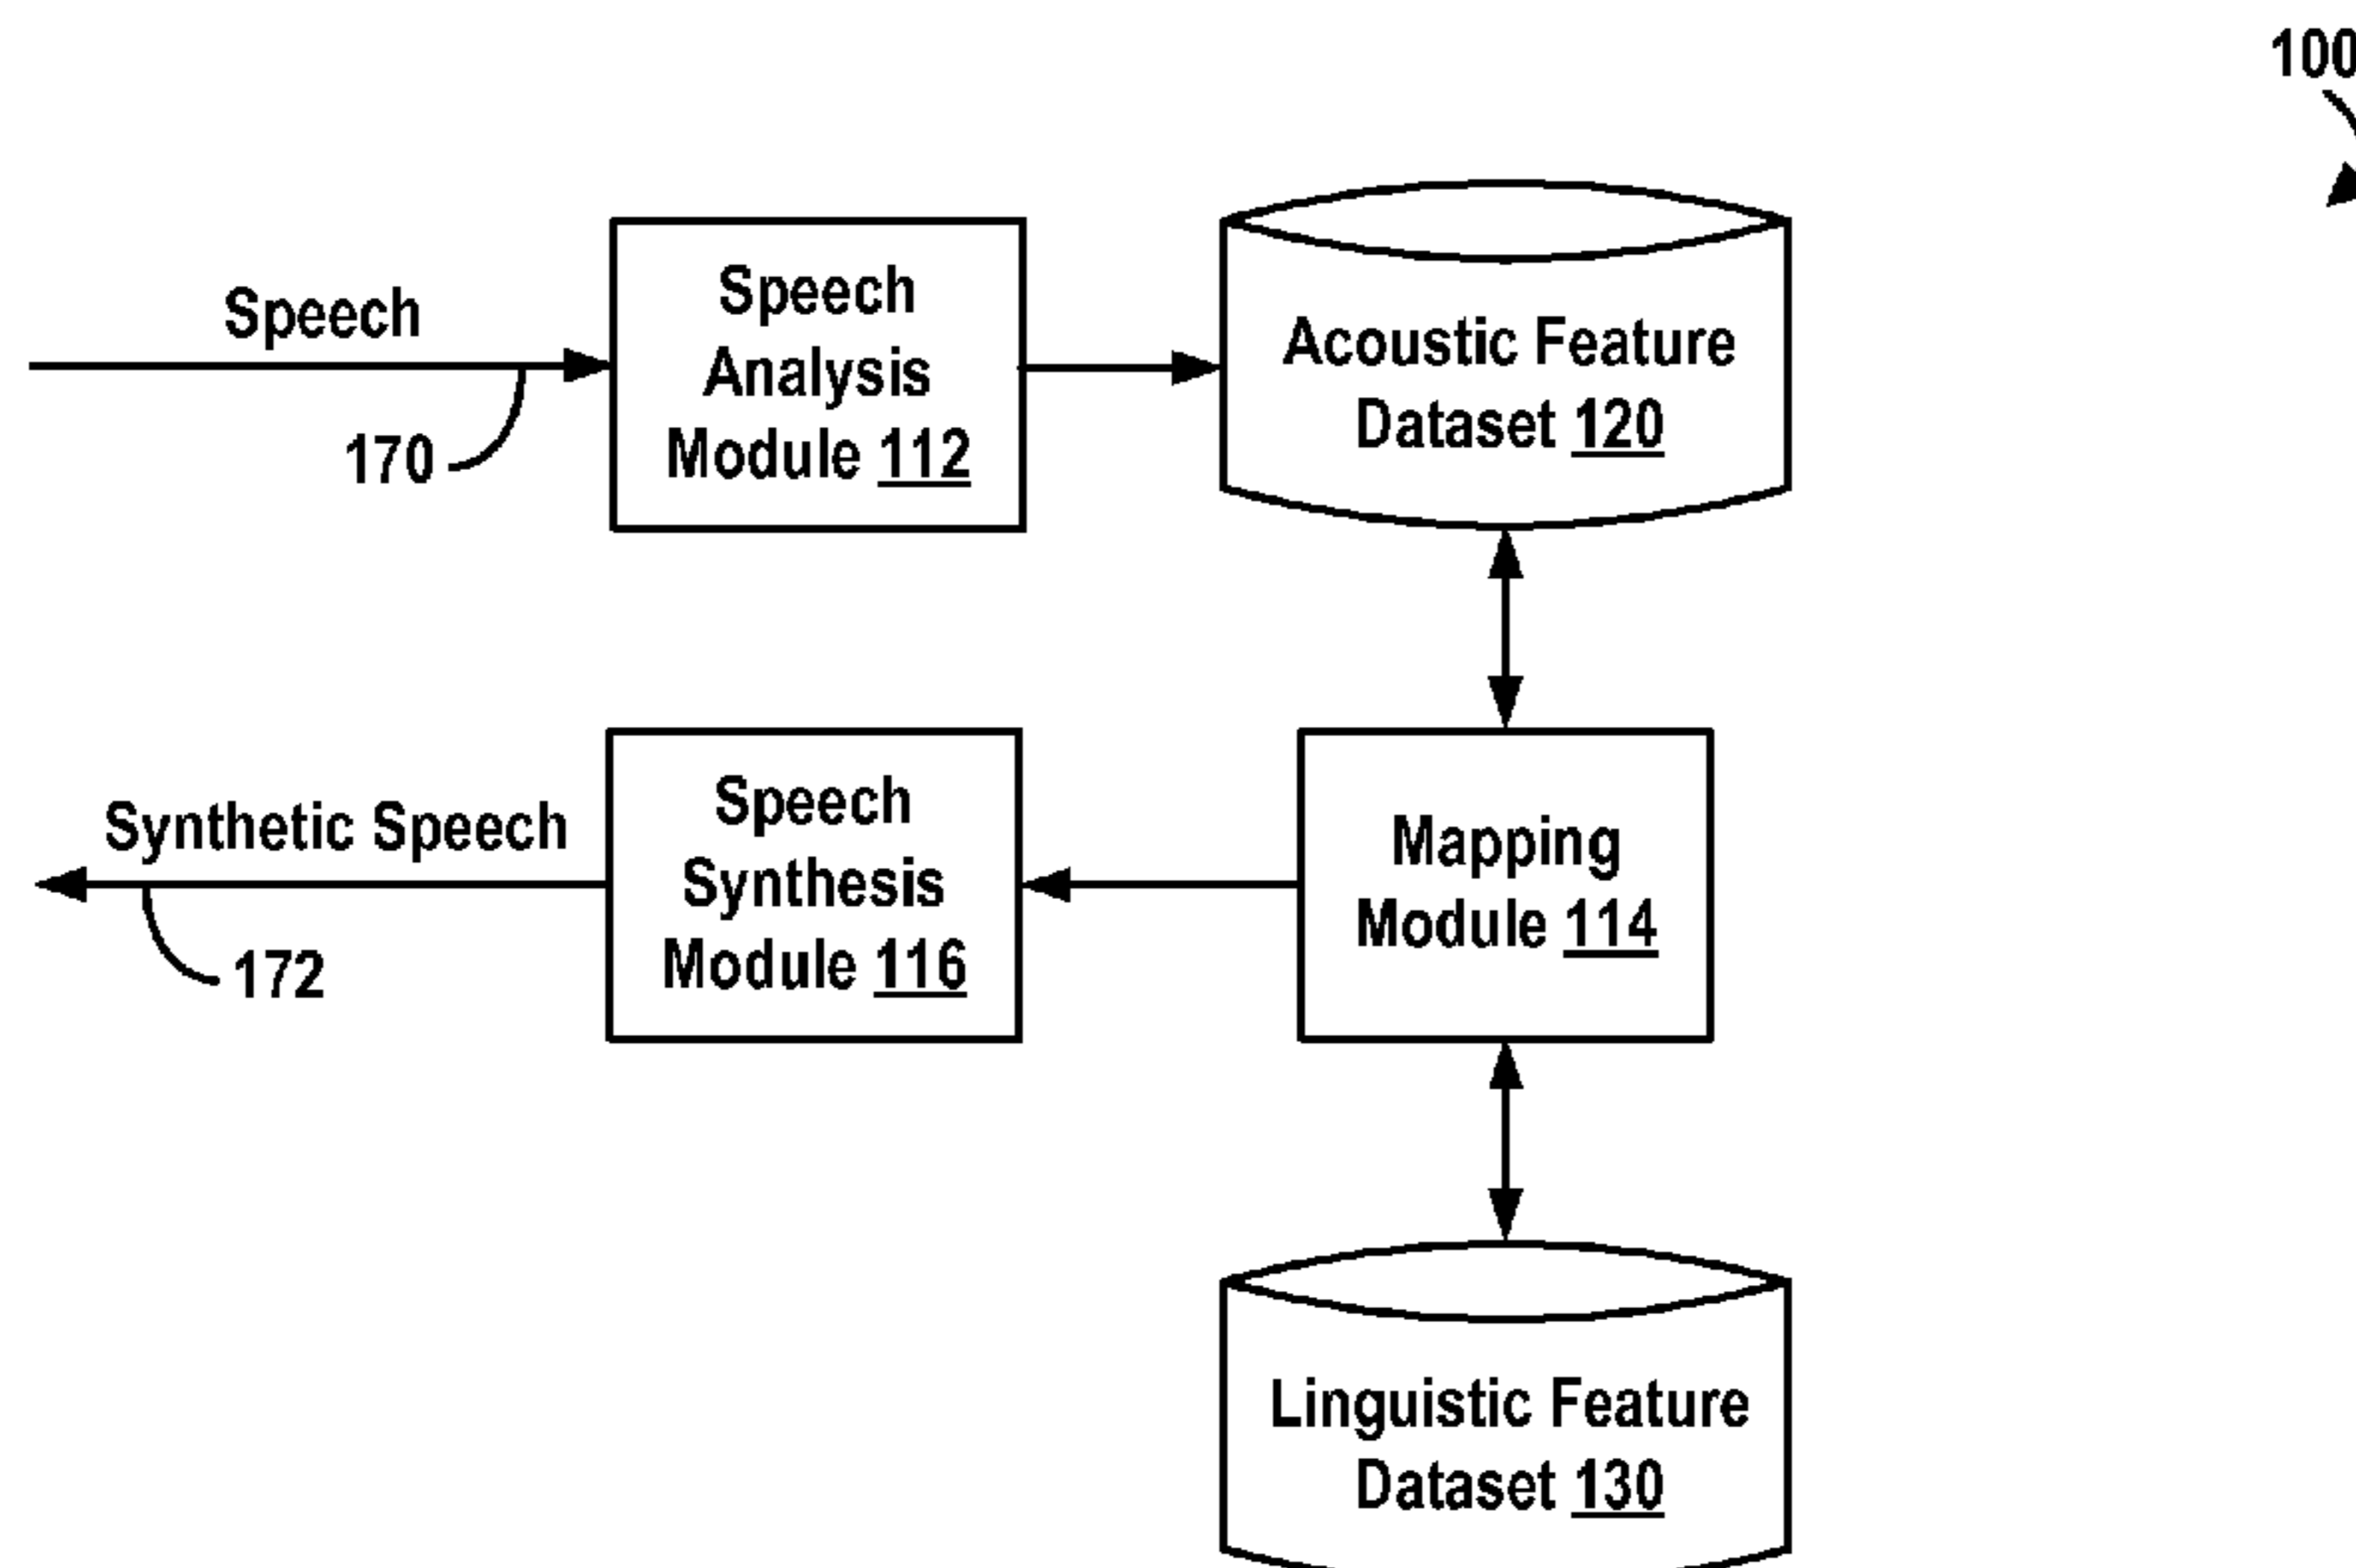 100
Speech
170
Speech
Analysis
Module 112
Acoustic Feature
Dataset 120
Synthetic Speech
172
Speech
Synthesis
Module 116
Mapping
Module 114
Linguistic Feature
Dataset 130